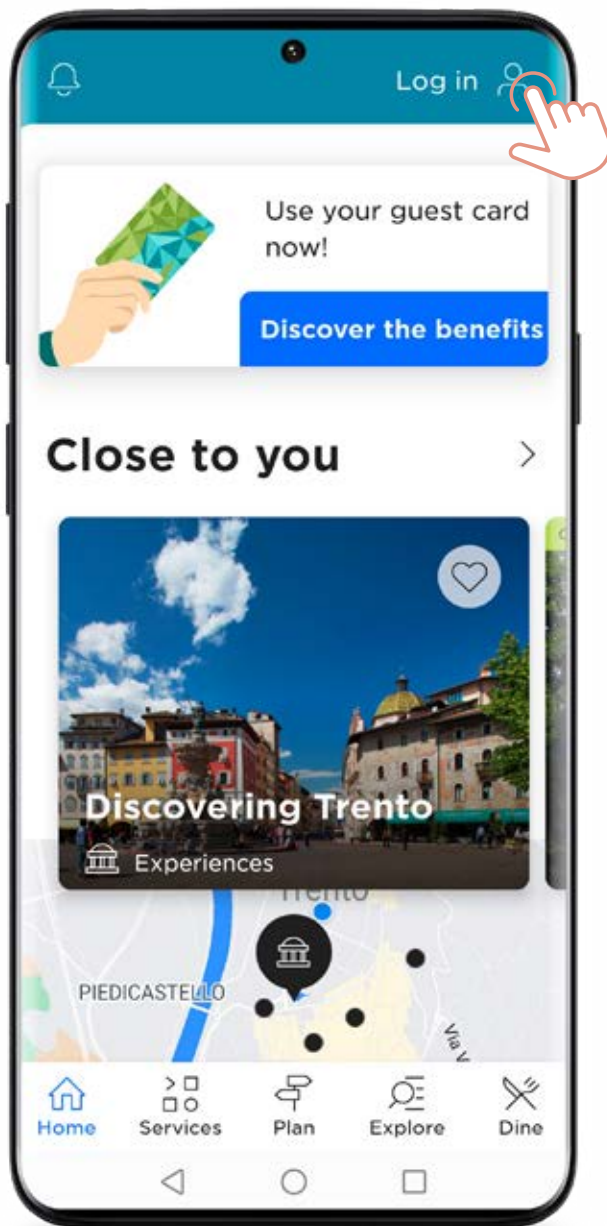 Log in
Use your guest card
now!
Discover the benefits
Close to you
Discovering Trento
Experiences
Trento
PIEDICASTELLO
Via V
Home
Services
Plan
Explore
Dine